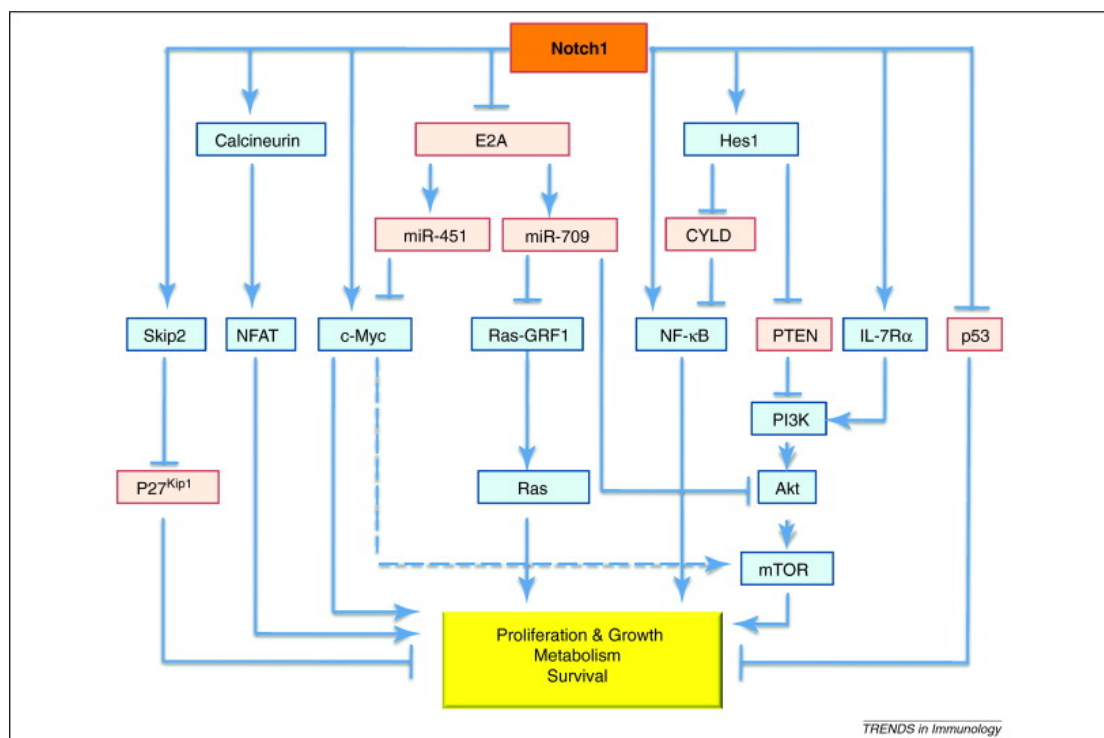 Notch1
Calcineurin
E2A
Hes1
miR-451
miR-709
CYLD
Skip2
NFAT
c-Myc
Ras-GRF1
NF-κB
PTEN
IL-7Rα
p53
PI3K
P27Kip1
Ras
Akt
mTOR
Proliferation & Growth
Metabolism
Survival
TRENDS in Immunology